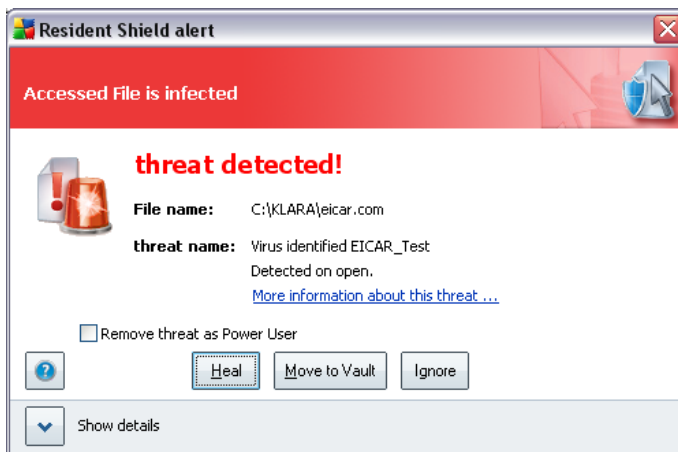 Resident Shield alert
Accessed File is infected
threat detected!
File name: C:\KLARA\eicar.com
threat name: Virus identified EICAR_Test
Detected on open.
More information about this threat ...
Remove threat as Power User
Heal Move to Vault Ignore
Show details